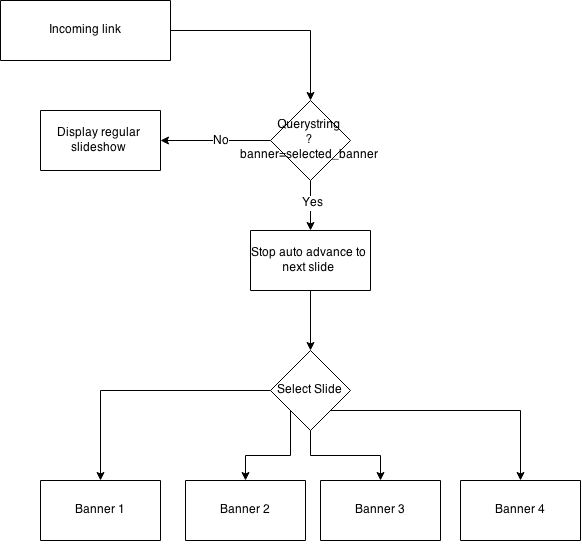 Incoming link
Querystring
?
banner=selected_banner
No
Display regular
slideshow
Yes
Stop auto advance to
next slide
Select Slide
Banner 1
Banner 2
Banner 3
Banner 4